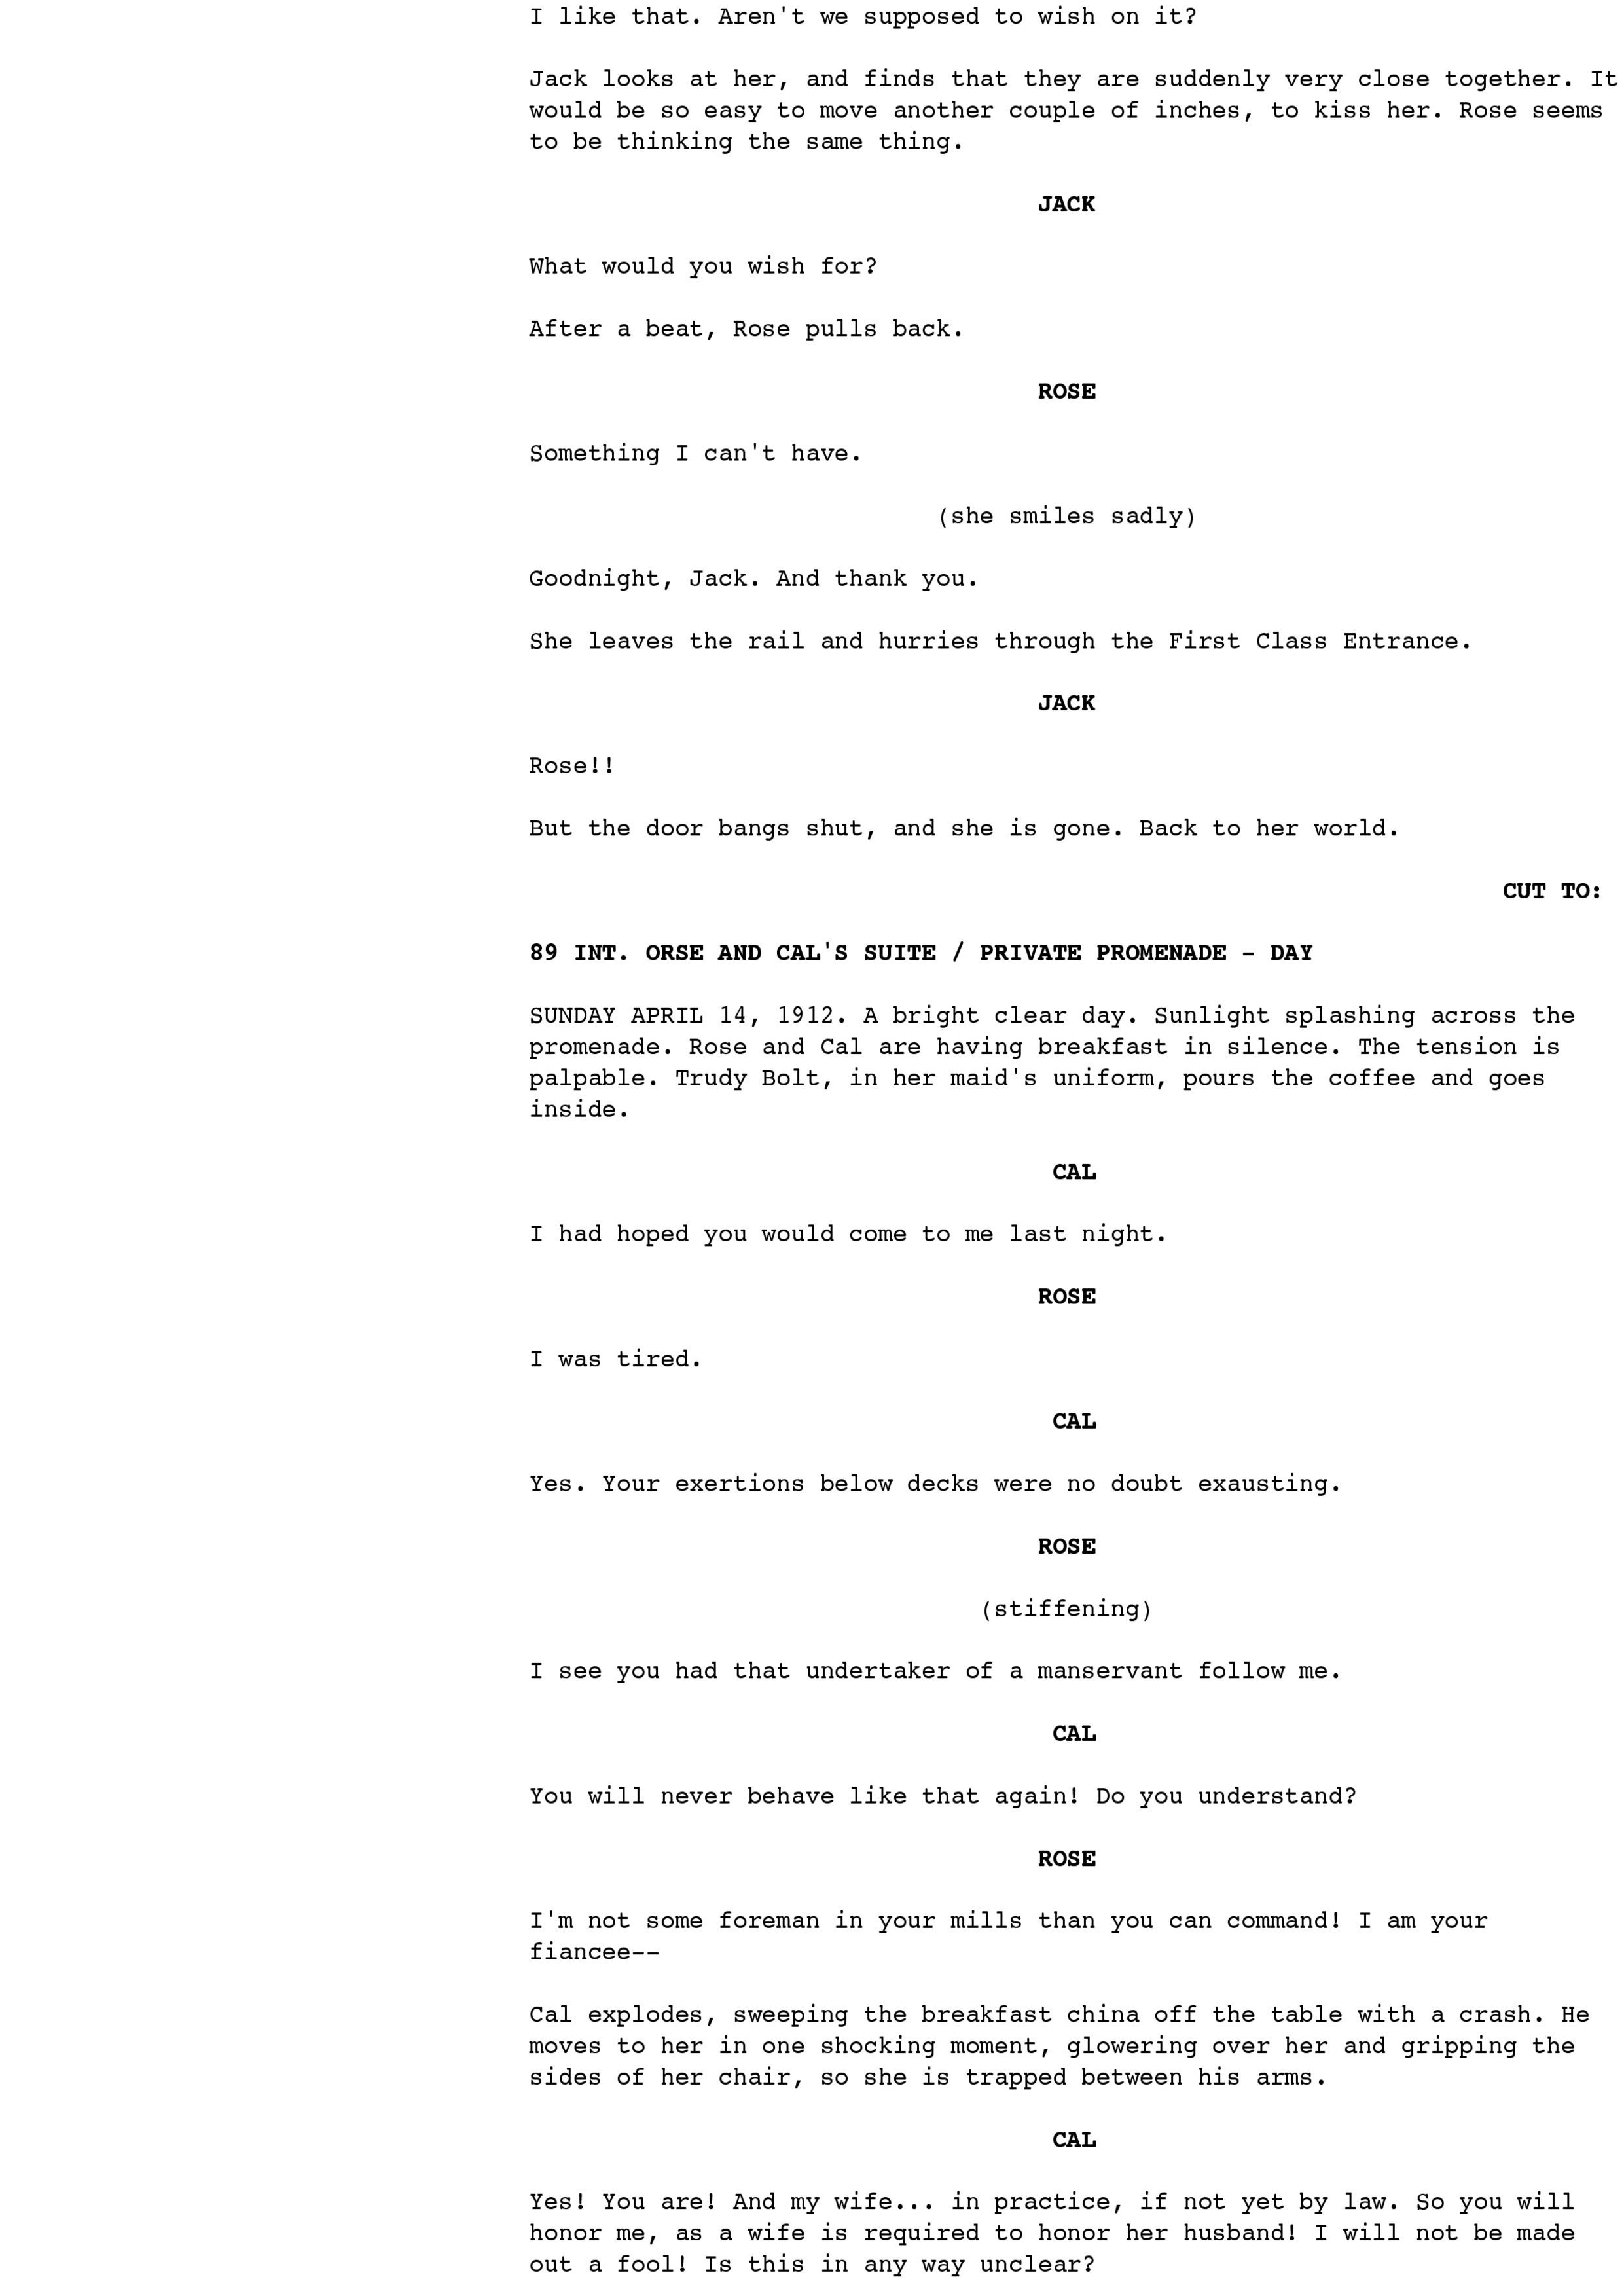 I like that. Aren't we supposed to wish on it?
Jack looks at her, and finds that they are suddenly very close together. It
would be so easy to move another couple of inches, to kiss her. Rose seems
to be thinking the same thing.
JACK
What would you wish for?
After a beat, Rose pulls back.
ROSE
Something I can't have.
(she smiles sadly)
Goodnight, Jack. And thank you.
She leaves the rail and hurries through the First Class Entrance.
JACK
Rose!!
But the door bangs shut, and she is gone. Back to her world.
CUT TO:
89 INT. ORSE AND CAL'S SUITE / PRIVATE PROMENADE - DAY
SUNDAY APRIL 14, 1912. A bright clear day. Sunlight splashing across the
promenade. Rose and Cal are having breakfast in silence. The tension is
palpable. Trudy Bolt, in her maid's uniform, pours the coffee and goes
inside.
CAL
I had hoped you would come to me last night.
ROSE
I was tired.
CAL
Yes. Your exertions below decks were no doubt exausting.
ROSE
(stiffening)
I see you had that undertaker of a manservant follow me.
CAL
You will never behave like that again! Do you understand?
ROSE
I'm not some foreman in your mills than you can command! I am your
fiancee--
Cal explodes, sweeping the breakfast china off the table with a crash. He
moves to her in one shocking moment, glowering over her and gripping the
sides of her chair, so she is trapped between his arms.
CAL
Yes! You are! And my wife... in practice, if not yet by law. So you will
honor me, as a wife is required to honor her husband! I will not be made
out a fool! Is this in any way unclear?